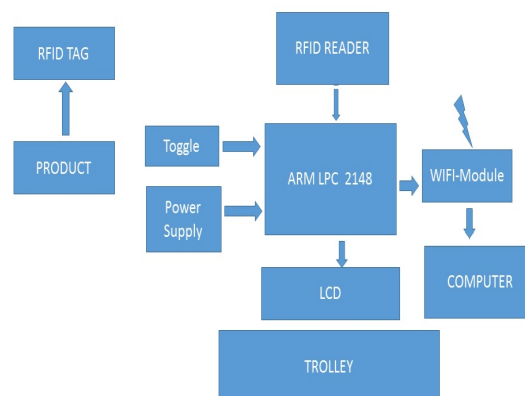 RFID TAG
PRODUCT
RFID READER
Toggle
Power
Supply
ARM LPC 2148
WIFI-Module
LCD
COMPUTER
TROLLEY